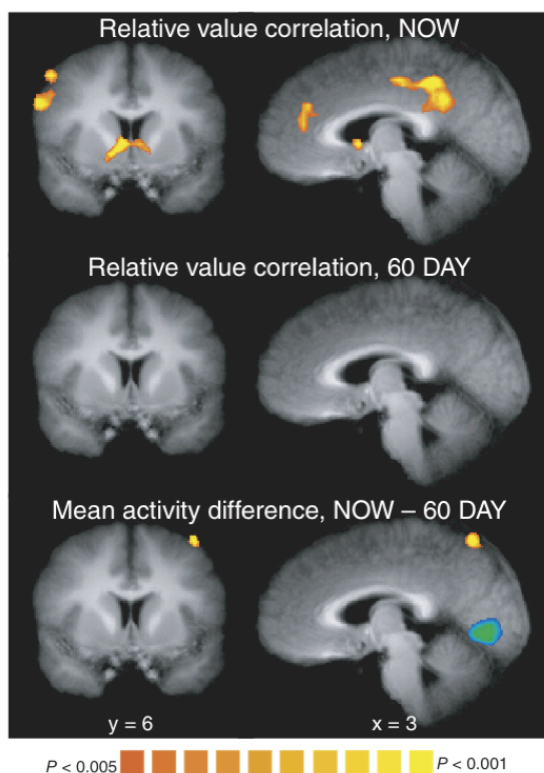 Relative value correlation, NOW
Relative value correlation, 60 DAY
Mean activity difference, NOW – 60 DAY
y = 6
x = 3
P < 0.005
P < 0.001